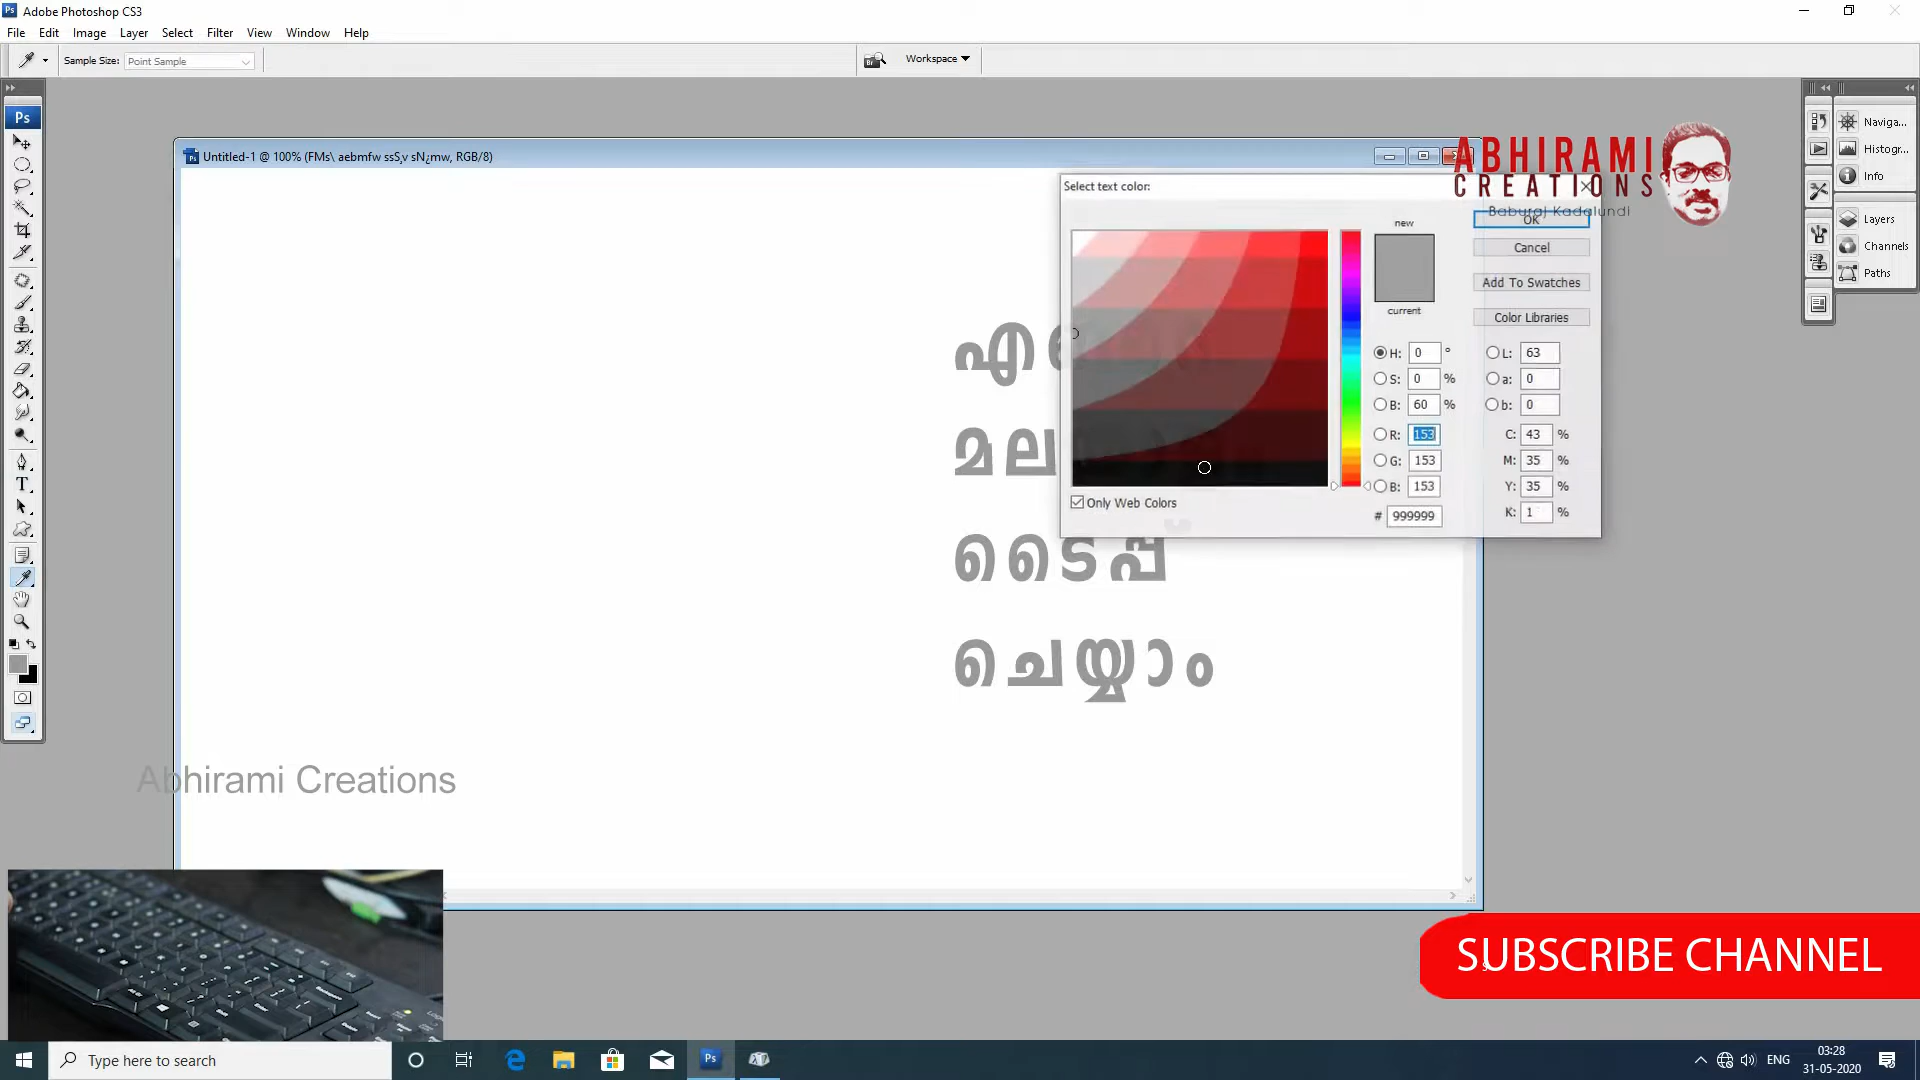 Adobe Photoshop CS3
File Edit Image Layer Select Filter View Window Help
Sample Size: Point Sample
Workspace
Ps
Untitled-1 @ 100% (FMs\ aebmfw ssS¸v sN¿mw, RGB/8)
ABHIRAMI
CREATIONS
Baburaj Kadalundi
Naviga...
Histogr...
Info
Layers
Channels
Paths
Select text color:
new
current
OK
Cancel
Add To Swatches
Color Libraries
H: 0 °
S: 0 %
B: 60 %
R: 153
G: 153
B: 153
# 999999
L: 63
a: 0
b: 0
C: 43 %
M: 35 %
Y: 35 %
K: 1 %
Only Web Colors
ടൈപ്പ്
ചെയ്യാം
Abhirami Creations
SUBSCRIBE CHANNEL
Type here to search
ENG
03:28
31-05-2020